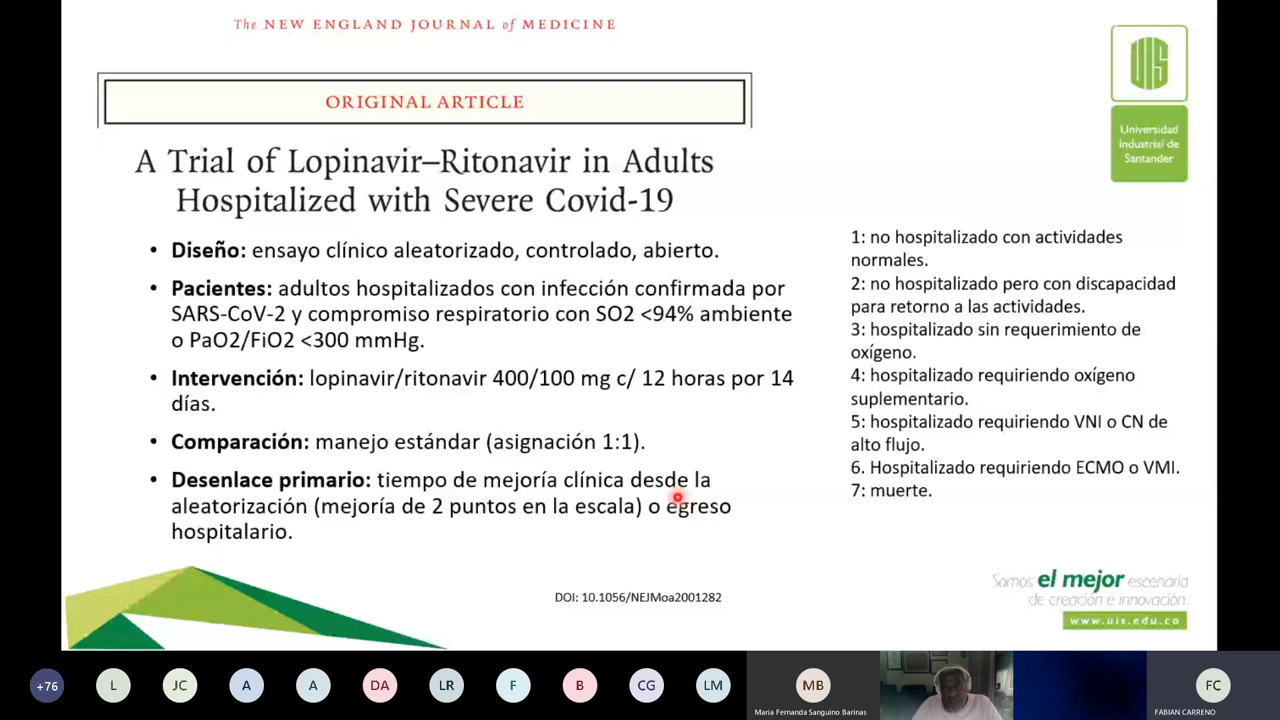 The NEW ENGLAND JOURNAL of MEDICINE
ORIGINAL ARTICLE
A Trial of Lopinavir–Ritonavir in Adults
Hospitalized with Severe Covid-19
• Diseño: ensayo clínico aleatorizado, controlado, abierto.
• Pacientes: adultos hospitalizados con infección confirmada por
SARS-CoV-2 y compromiso respiratorio con SO2 <94% ambiente
o PaO2/FiO2 <300 mmHg.
• Intervención: lopinavir/ritonavir 400/100 mg c/ 12 horas por 14
días.
• Comparación: manejo estándar (asignación 1:1).
• Desenlace primario: tiempo de mejoría clínica desde la
aleatorización (mejoría de 2 puntos en la escala) o egreso
hospitalario.
DOI: 10.1056/NEJMoa2001282
UIS
Universidad
Industrial de
Santander
1: no hospitalizado con actividades
normales.
2: no hospitalizado pero con discapacidad
para retorno a las actividades.
3: hospitalizado sin requerimiento de
oxígeno.
4: hospitalizado requiriendo oxígeno
suplementario.
5: hospitalizado requiriendo VNI o CN de
alto flujo.
6. Hospitalizado requiriendo ECMO o VMI.
7: muerte.
Somos el mejor escenario
de creación e innovación.
www.uis.edu.co
+76
L
JC
A
A
DA
LR
F
B
CG
LM
MB
Maria Fernanda Sanguino Barinas
FC
FABIAN CARRENO